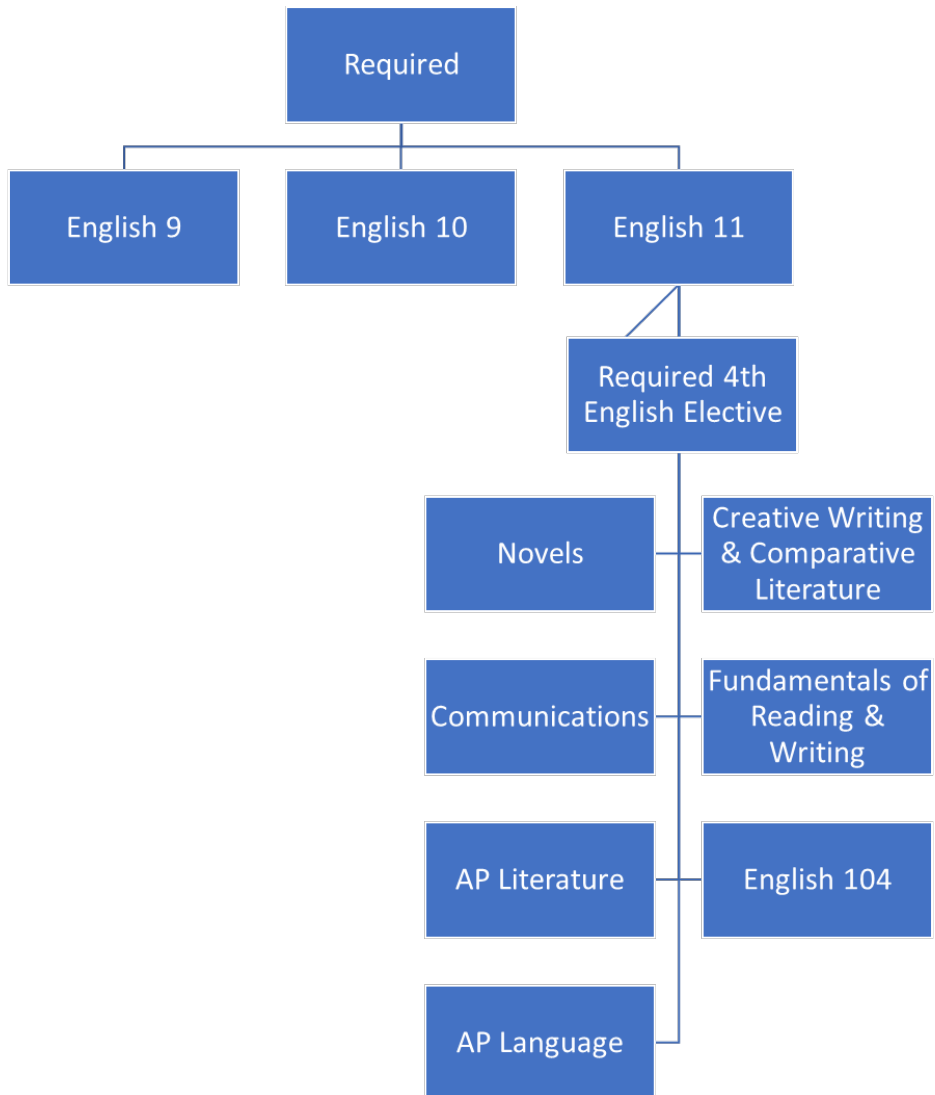 Required
English 9
English 10
English 11
Required 4th
English Elective
Novels
Creative Writing
& Comparative
Literature
Communications
Fundamentals of
Reading &
Writing
AP Literature
English 104
AP Language